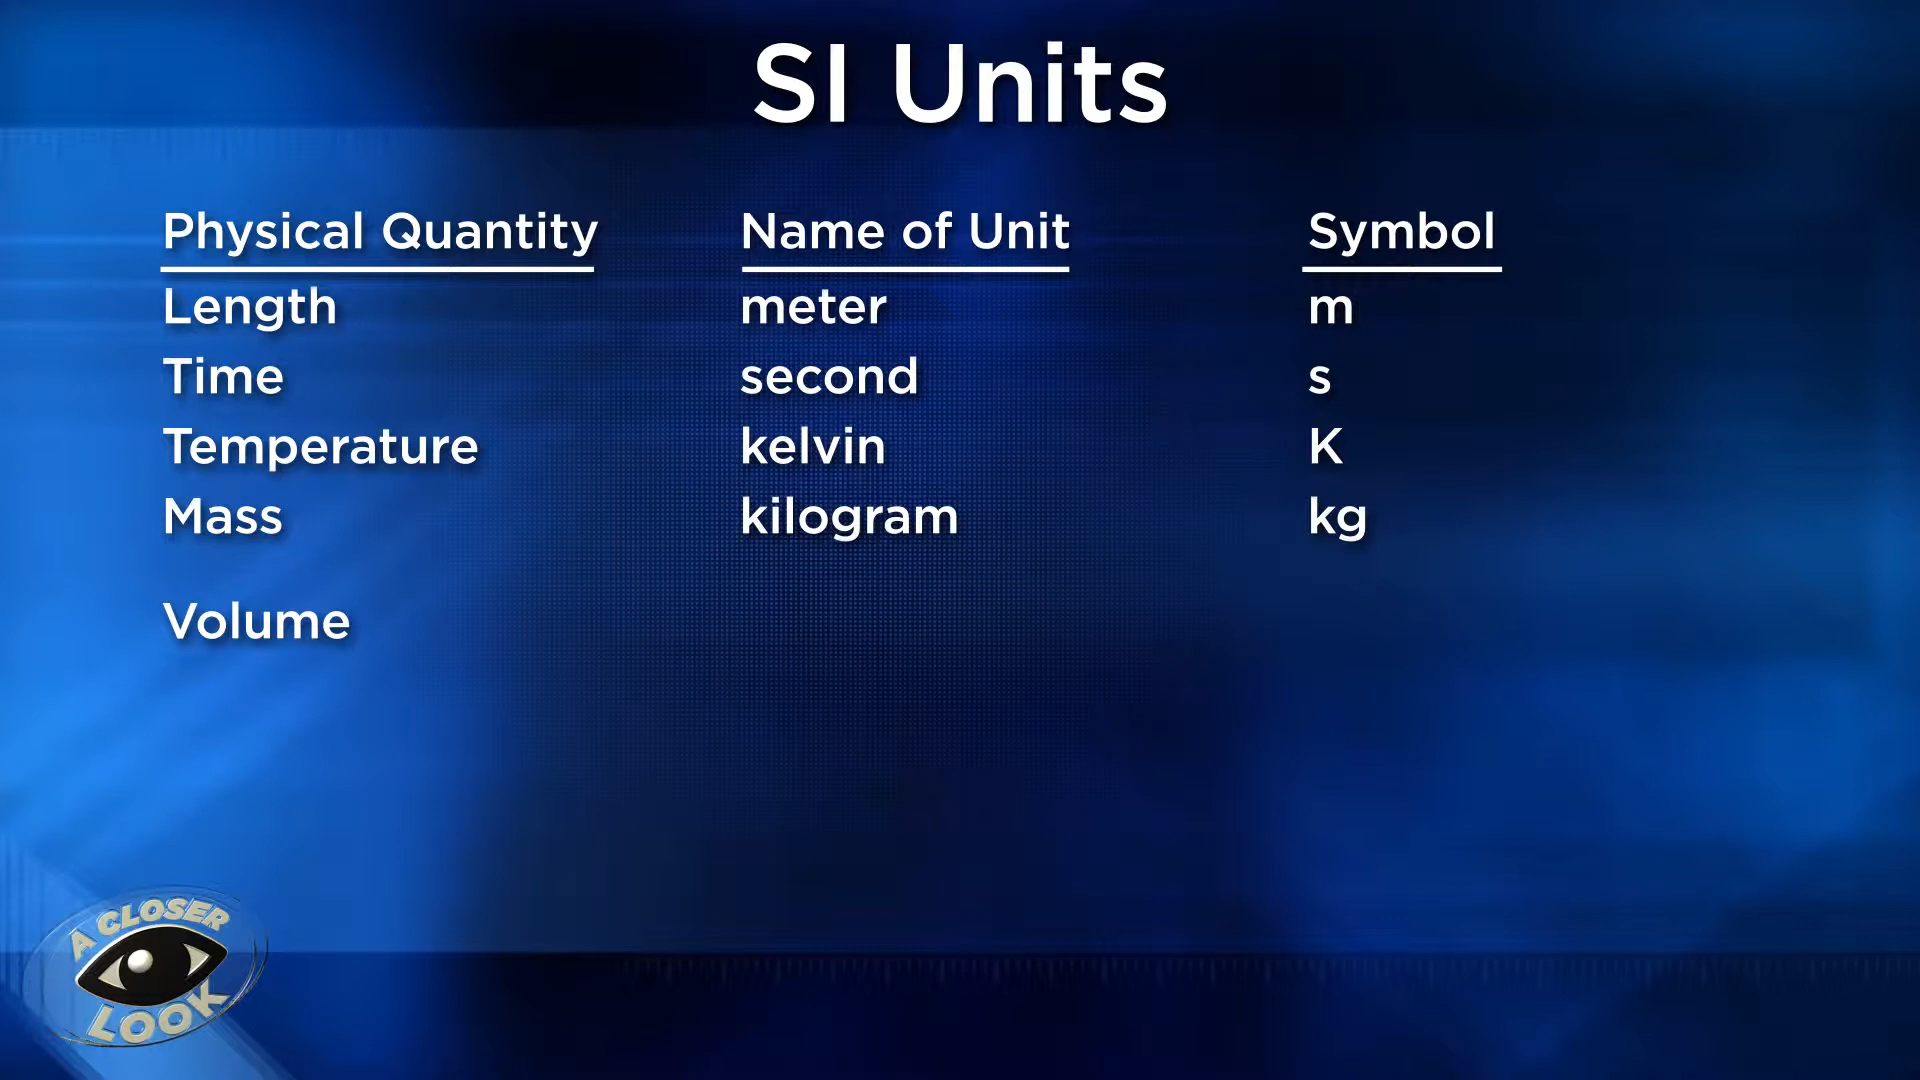 SI Units
Physical Quantity Name of Unit Symbol
Length meter m
Time second s
Temperature kelvin K
Mass kilogram kg
Volume
A CLOSER
LOOK